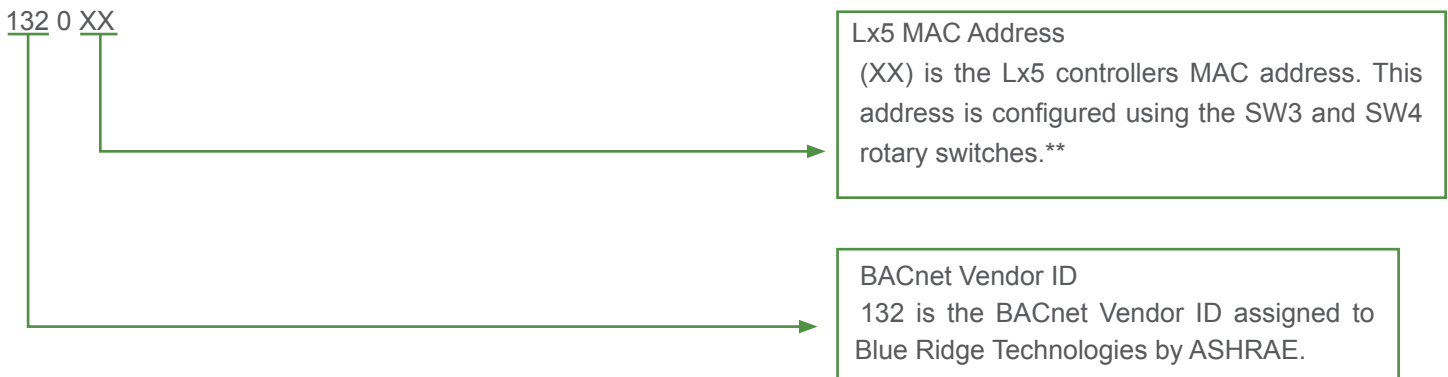 132 0 XX
Lx5 MAC Address
(XX) is the Lx5 controllers MAC address. This
address is configured using the SW3 and SW4
rotary switches.**
BACnet Vendor ID
132 is the BACnet Vendor ID assigned to
Blue Ridge Technologies by ASHRAE.